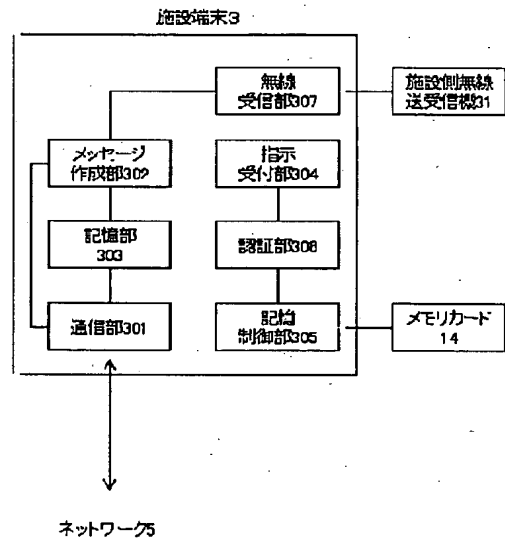 施設端末3
無線
受信部307
施設側無線
送受信機31
メッセージ
作成部302
指示
受付部304
記憶部
303
認証部306
通信部301
記憶
制御部305
メモリカード
14
ネットワーク5